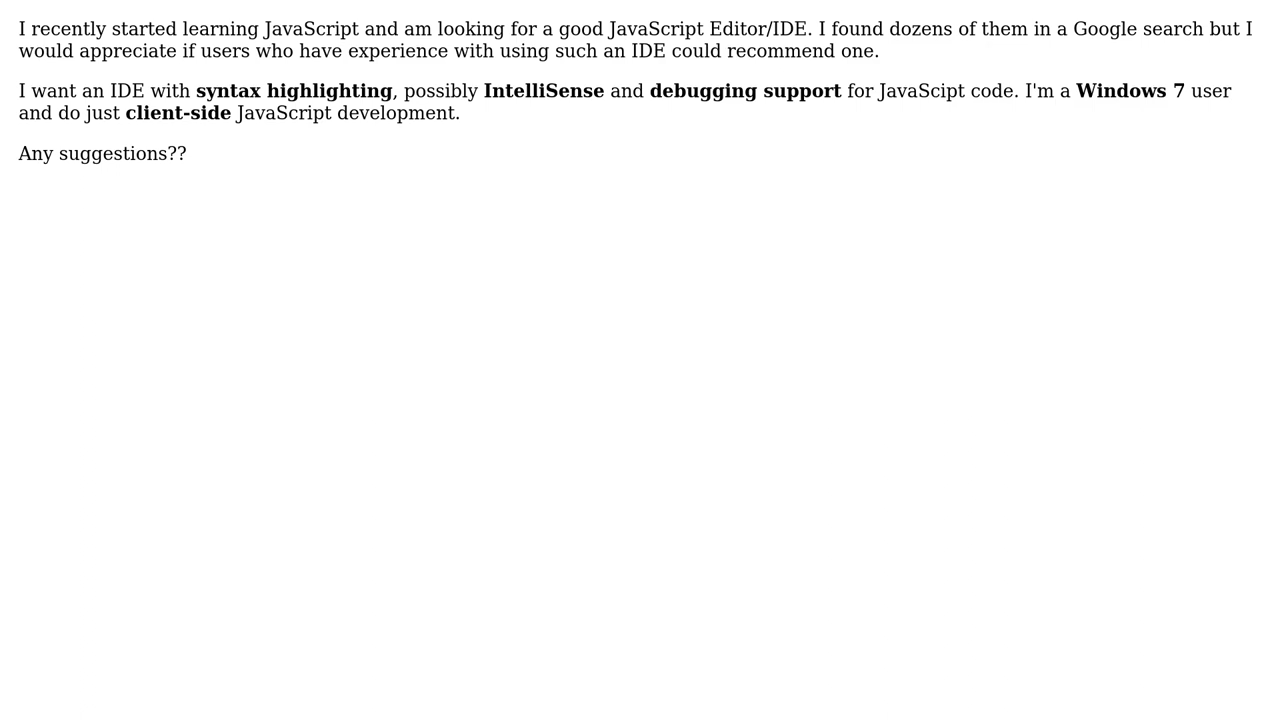 I recently started learning JavaScript and am looking for a good JavaScript Editor/IDE. I found dozens of them in a Google search but I
would appreciate if users who have experience with using such an IDE could recommend one.
I want an IDE with syntax highlighting, possibly IntelliSense and debugging support for JavaScipt code. I'm a Windows 7 user
and do just client-side JavaScript development.
Any suggestions??